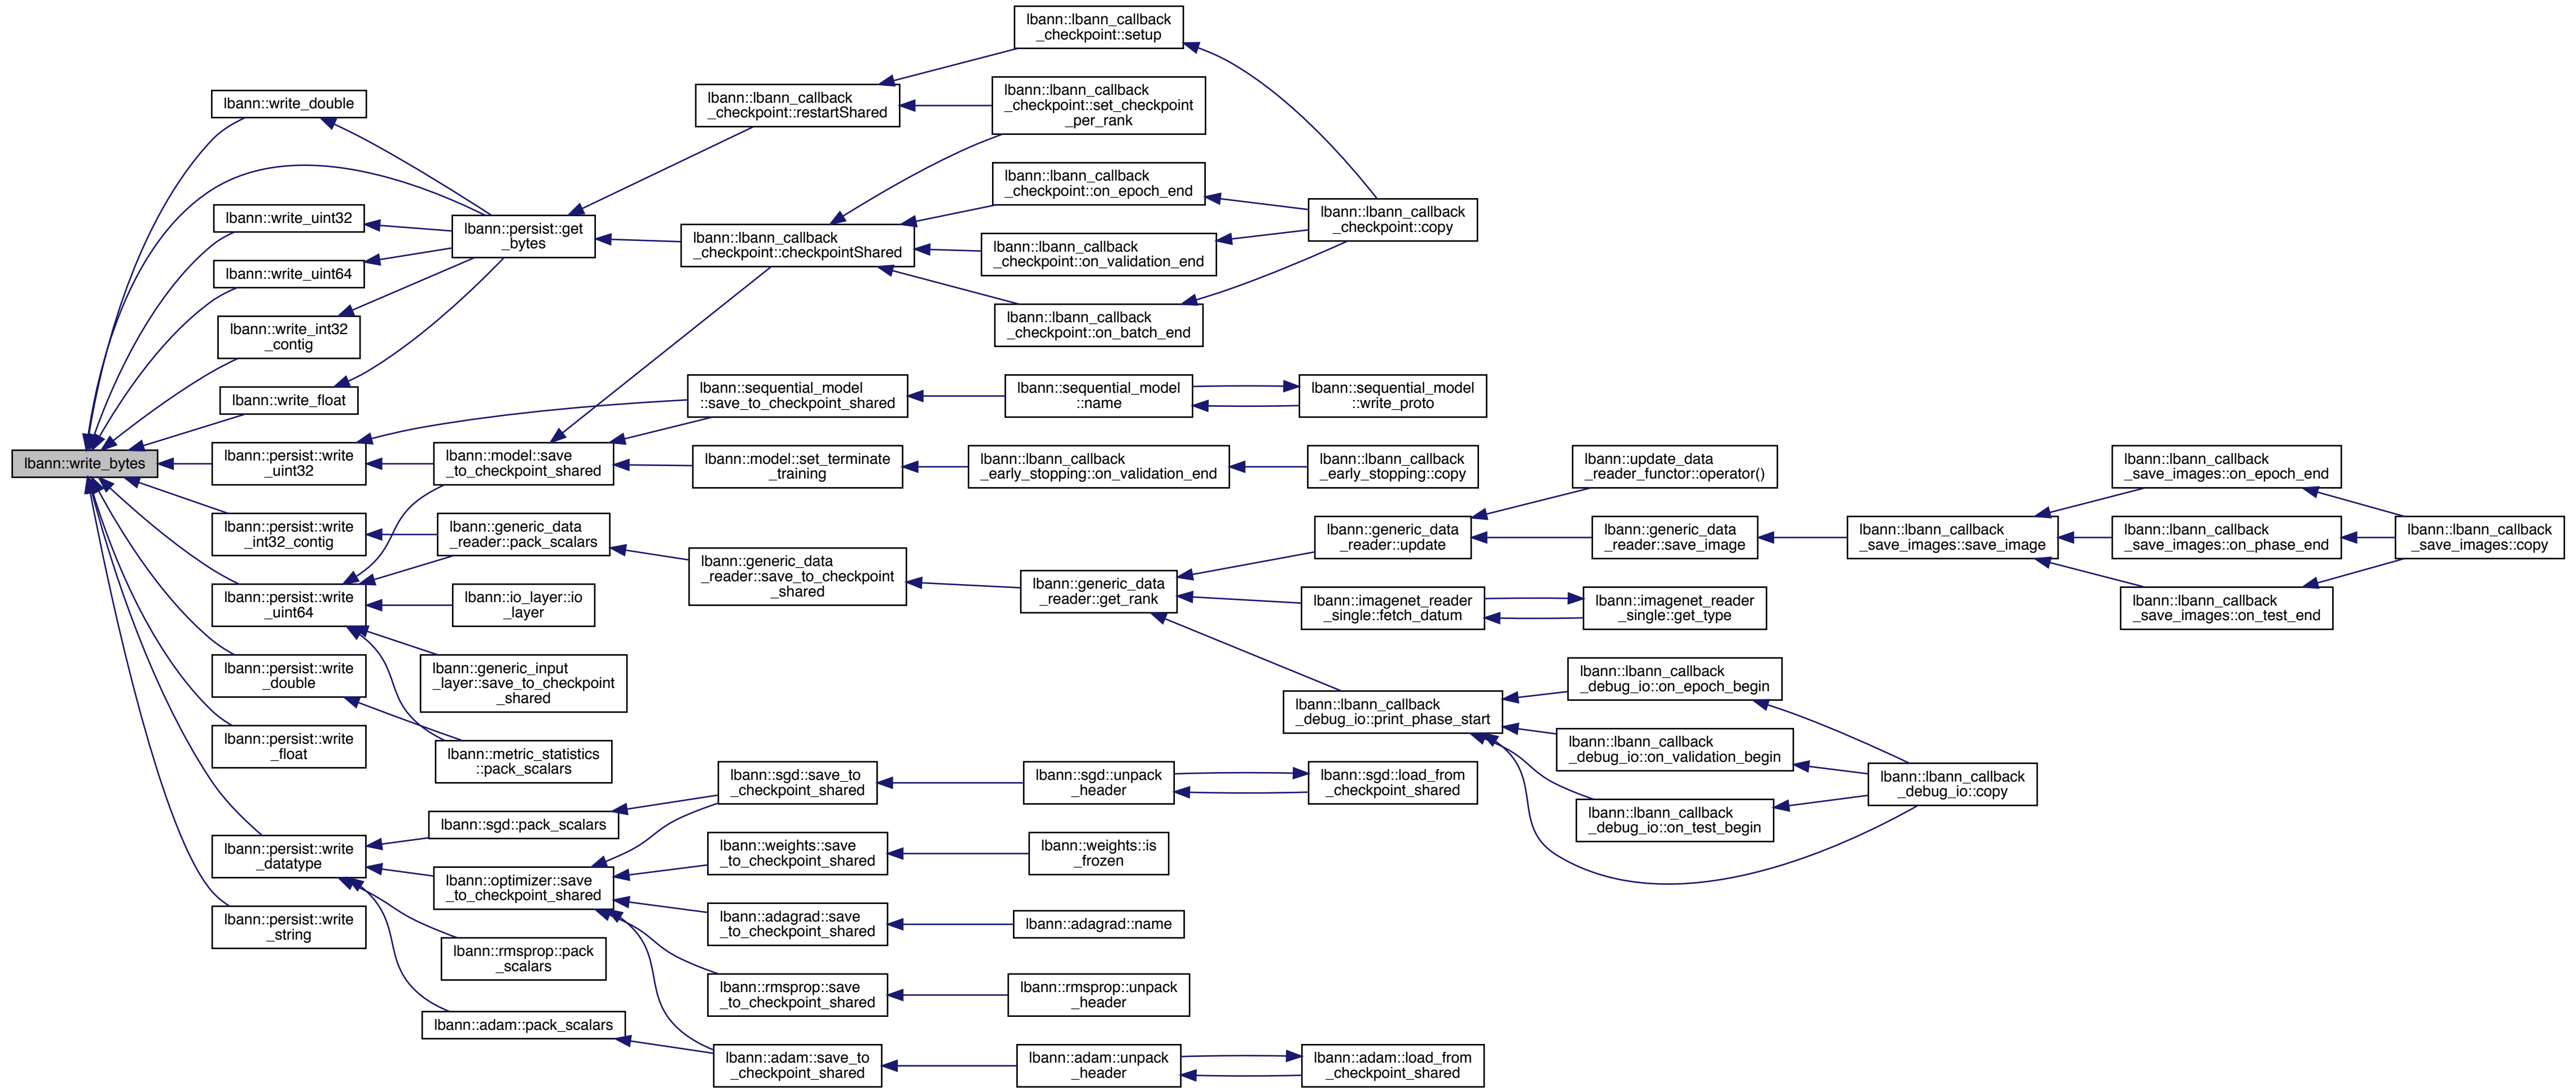 lbann::write_bytes
lbann::write_double
lbann::write_uint32
lbann::write_uint64
lbann::write_int32
_contig
lbann::write_float
lbann::persist::write
_uint32
lbann::persist::write
_int32_contig
lbann::persist::write
_uint64
lbann::persist::write
_double
lbann::persist::write
_float
lbann::persist::write
_datatype
lbann::persist::write
_string
lbann::persist::get
_bytes
lbann::model::save
_to_checkpoint_shared
lbann::generic_data
_reader::pack_scalars
lbann::io_layer::io
_layer
lbann::generic_input
_layer::save_to_checkpoint
_shared
lbann::metric_statistics
::pack_scalars
lbann::sgd::pack_scalars
lbann::optimizer::save
_to_checkpoint_shared
lbann::rmsprop::pack
_scalars
lbann::adam::pack_scalars
lbann::lbann_callback
_checkpoint::restartShared
lbann::lbann_callback
_checkpoint::checkpointShared
lbann::sequential_model
::save_to_checkpoint_shared
lbann::model::set_terminate
_training
lbann::generic_data
_reader::save_to_checkpoint
_shared
lbann::sgd::save_to
_checkpoint_shared
lbann::weights::save
_to_checkpoint_shared
lbann::adagrad::save
_to_checkpoint_shared
lbann::rmsprop::save
_to_checkpoint_shared
lbann::adam::save_to
_checkpoint_shared
lbann::lbann_callback
_checkpoint::setup
lbann::lbann_callback
_checkpoint::set_checkpoint
_per_rank
lbann::lbann_callback
_checkpoint::on_epoch_end
lbann::lbann_callback
_checkpoint::on_validation_end
lbann::lbann_callback
_checkpoint::on_batch_end
lbann::sequential_model
::name
lbann::lbann_callback
_early_stopping::on_validation_end
lbann::generic_data
_reader::get_rank
lbann::sgd::unpack
_header
lbann::weights::is
_frozen
lbann::adagrad::name
lbann::rmsprop::unpack
_header
lbann::adam::unpack
_header
lbann::lbann_callback
_checkpoint::copy
lbann::sequential_model
::write_proto
lbann::lbann_callback
_early_stopping::copy
lbann::generic_data
_reader::update
lbann::imagenet_reader
_single::fetch_datum
lbann::lbann_callback
_debug_io::print_phase_start
lbann::sgd::load_from
_checkpoint_shared
lbann::adam::load_from
_checkpoint_shared
lbann::update_data
_reader_functor::operator()
lbann::generic_data
_reader::save_image
lbann::imagenet_reader
_single::get_type
lbann::lbann_callback
_debug_io::on_epoch_begin
lbann::lbann_callback
_debug_io::on_validation_begin
lbann::lbann_callback
_debug_io::on_test_begin
lbann::lbann_callback
_save_images::save_image
lbann::lbann_callback
_debug_io::copy
lbann::lbann_callback
_save_images::on_epoch_end
lbann::lbann_callback
_save_images::on_phase_end
lbann::lbann_callback
_save_images::on_test_end
lbann::lbann_callback
_save_images::copy